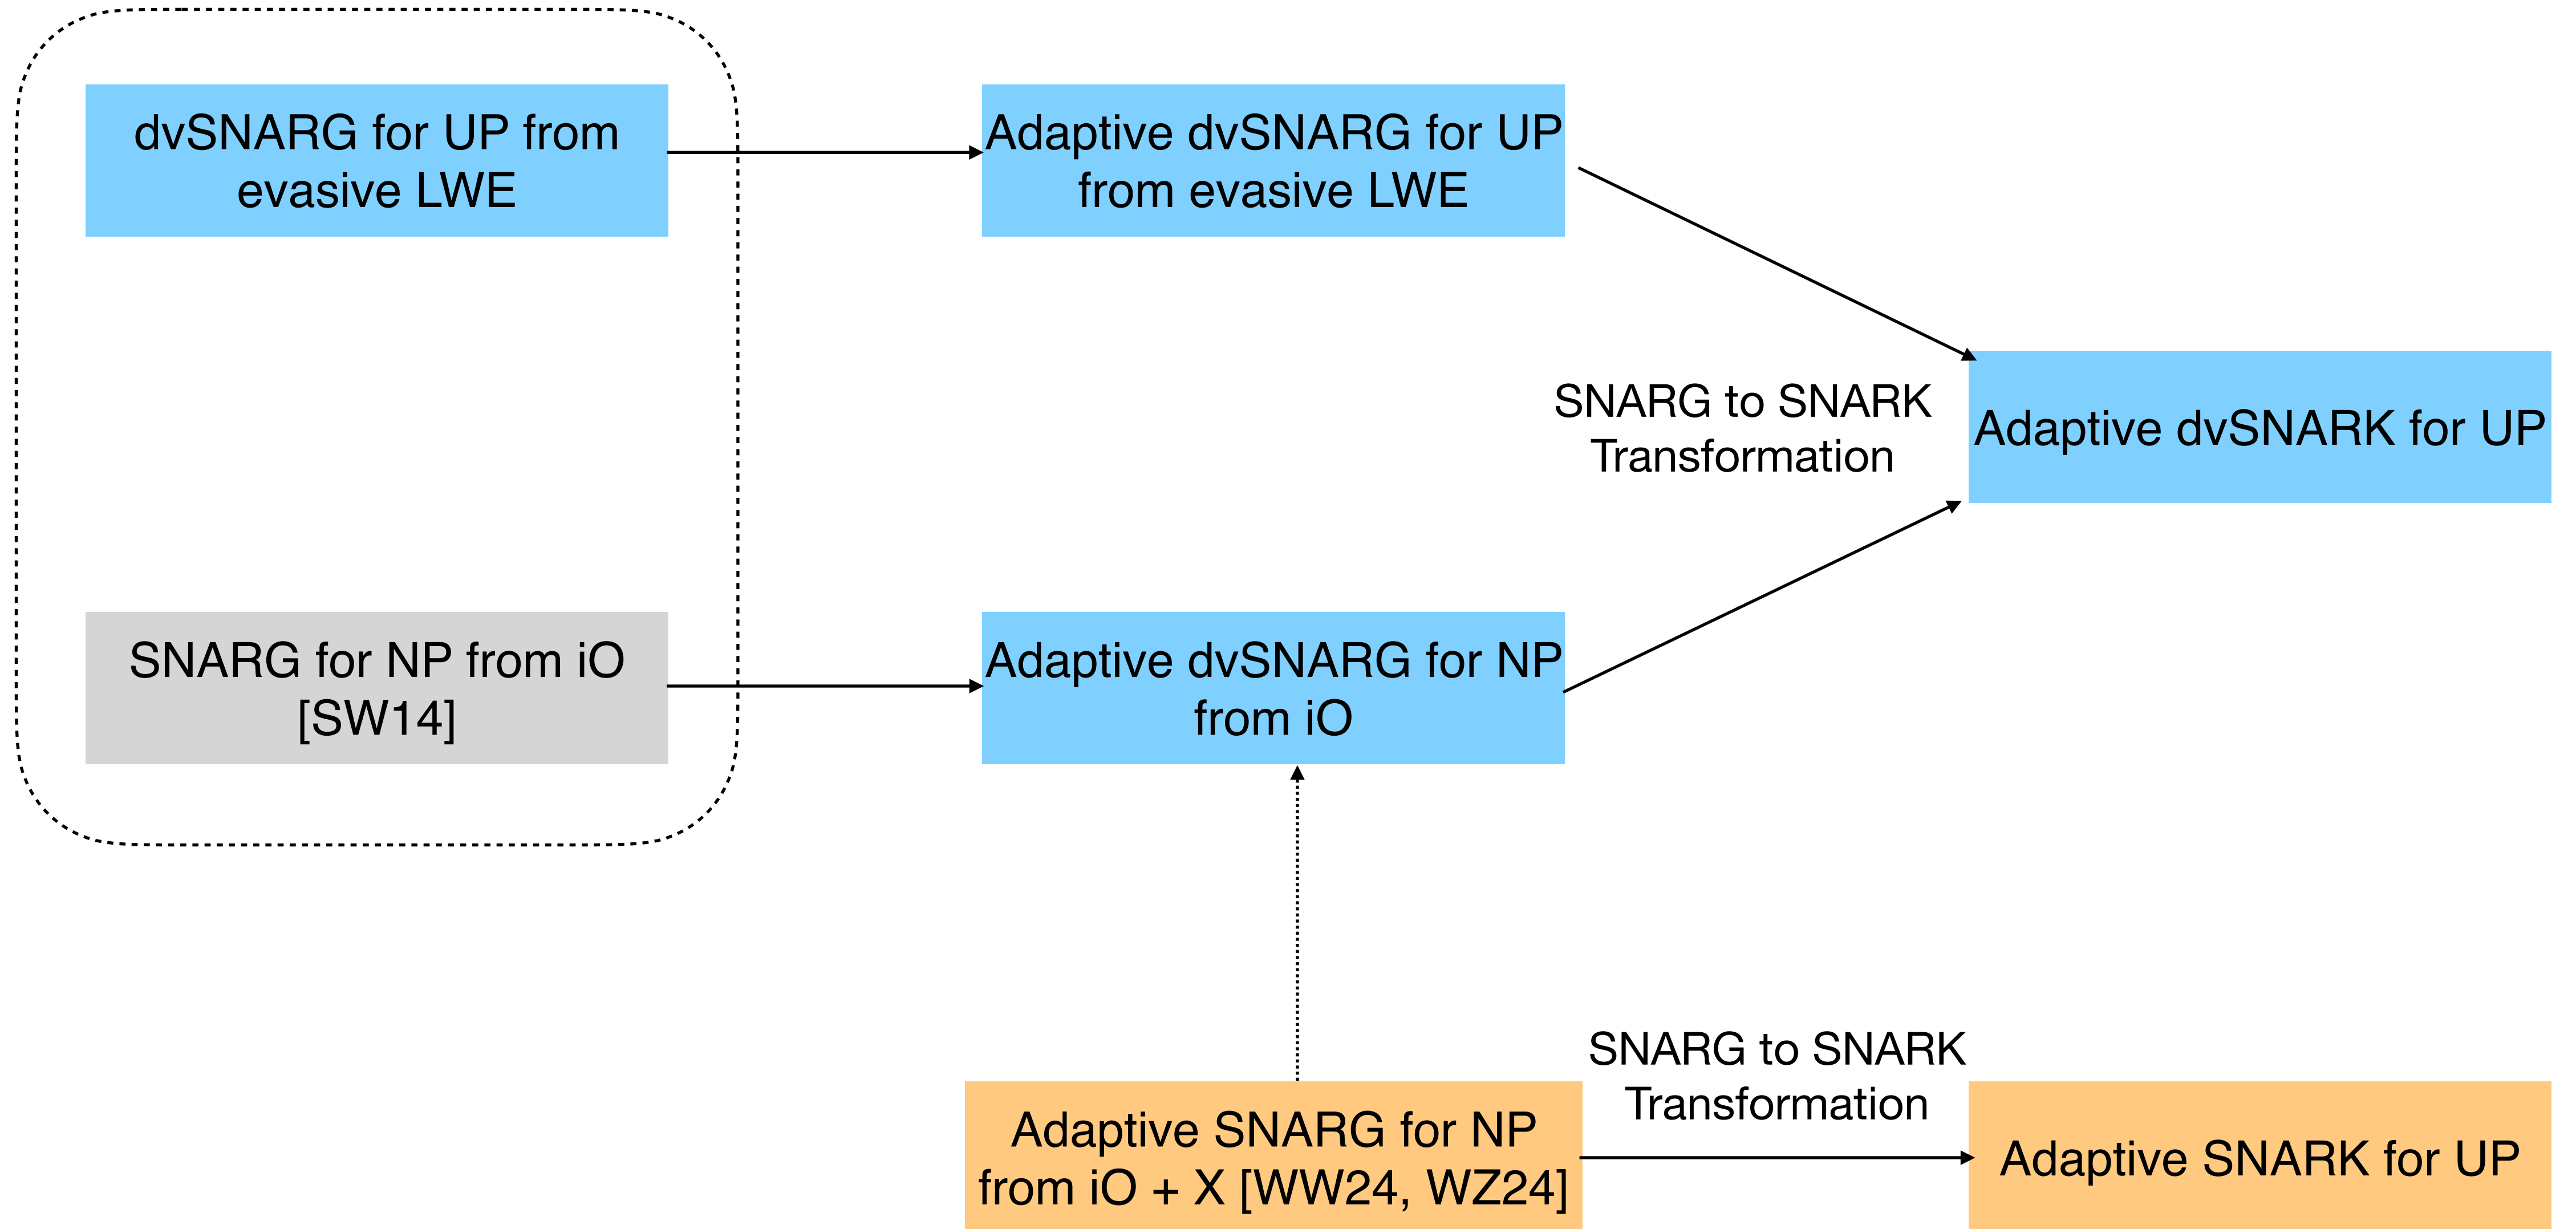 dvSNARG for UP from
evasive LWE
Adaptive dvSNARG for UP
from evasive LWE
SNARG to SNARK
Transformation
Adaptive dvSNARK for UP
SNARG for NP from iO
[SW14]
Adaptive dvSNARG for NP
from iO
Adaptive SNARG for NP
from iO + X [WW24, WZ24]
SNARG to SNARK
Transformation
Adaptive SNARK for UP